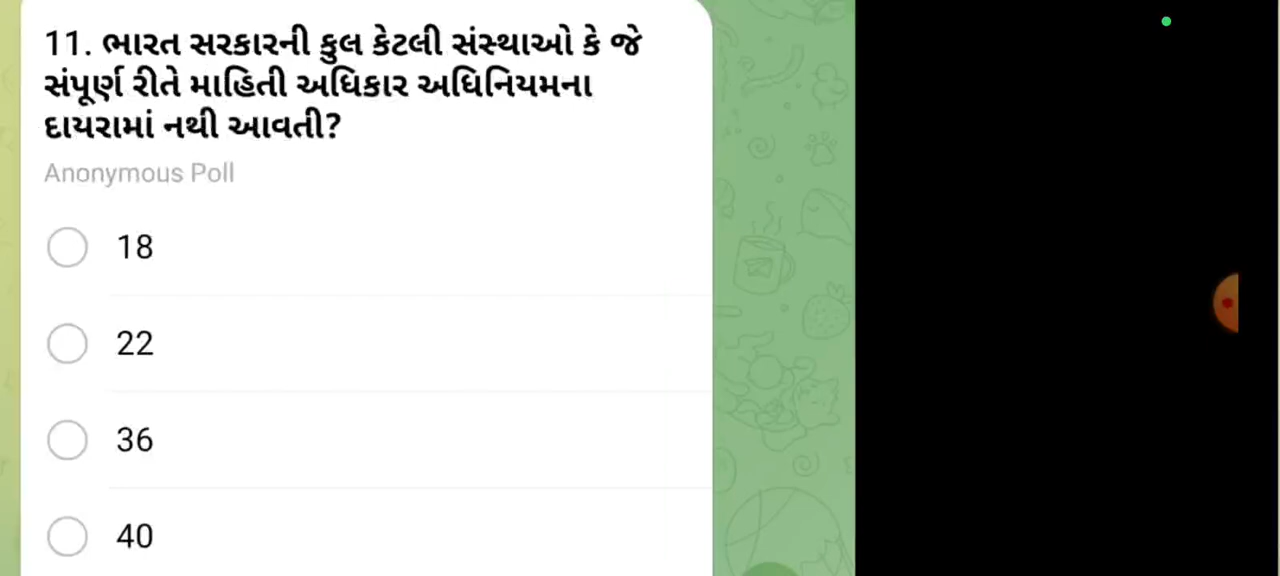 11. ભારત સરકારની કુલ કેટલી સંસ્થાઓ કે જે
સંપૂર્ણ રીતે માહિતી અધિકાર અધિનિયમના
દાયરામાં નથી આવતી?
Anonymous Poll
18
22
36
40